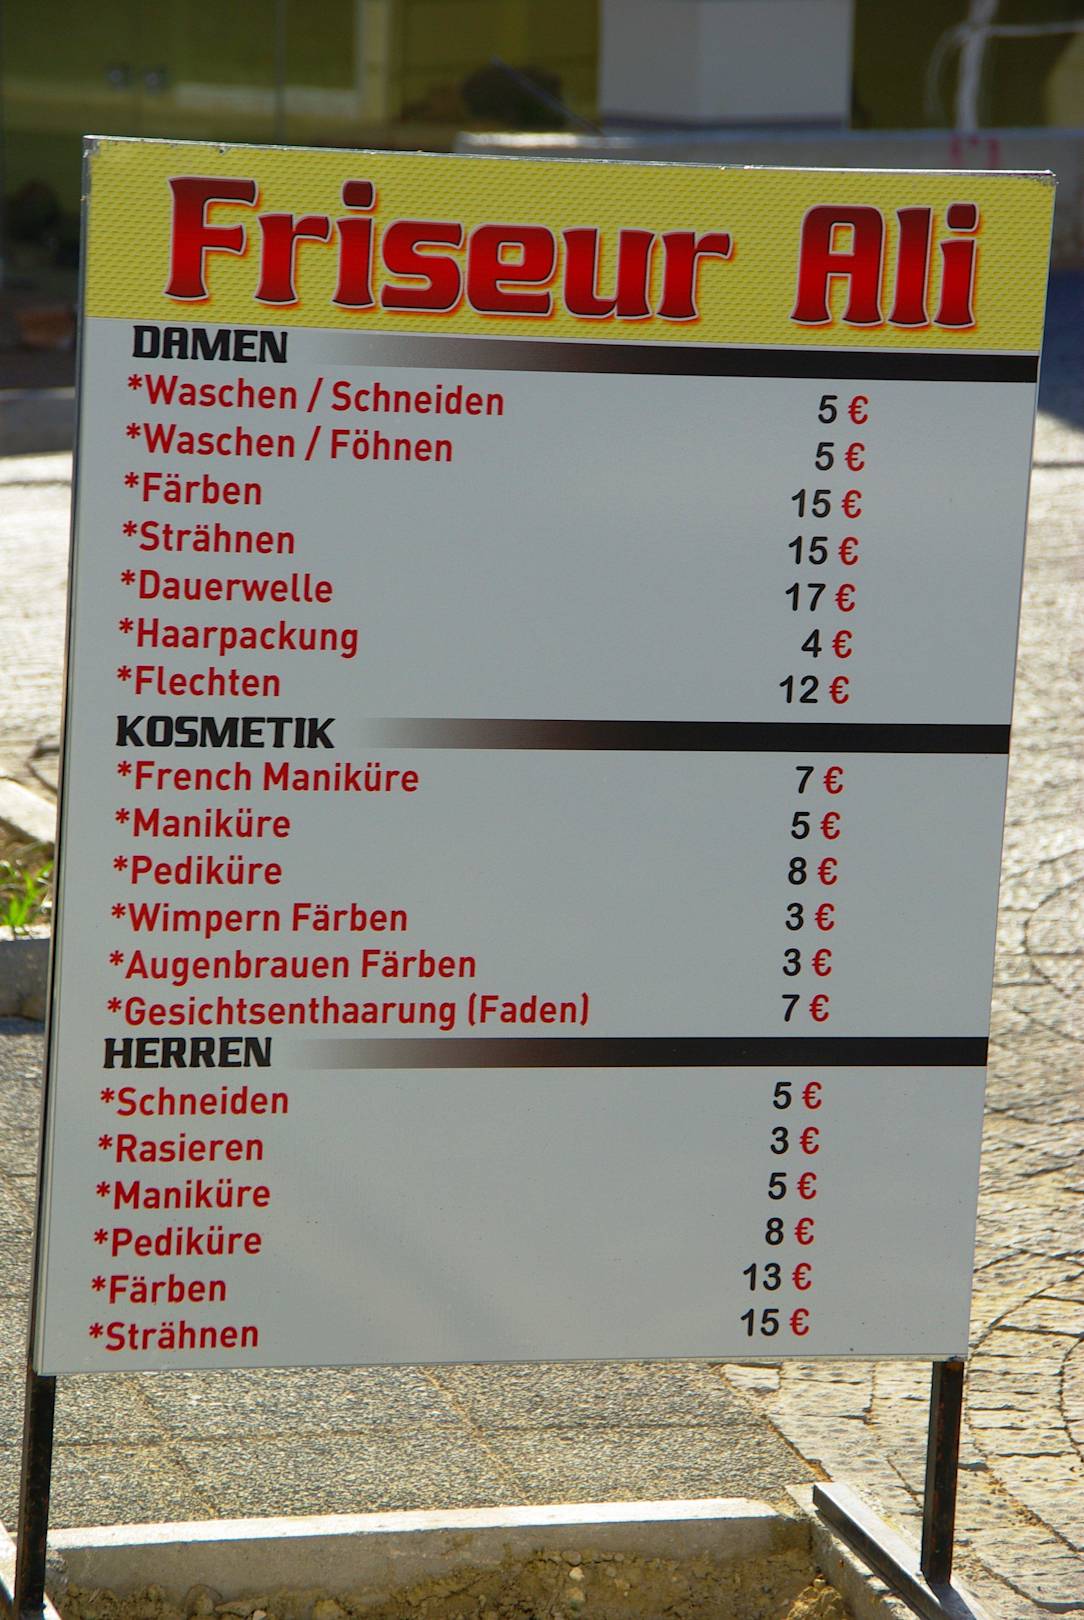 Friseur Ali
DAMEN
*Waschen / Schneiden 5 €
*Waschen / Föhnen 5 €
*Färben 15 €
*Strähnen 15 €
*Dauerwelle 17 €
*Haarpackung 4 €
*Flechten 12 €
KOSMETIK
*French Maniküre 7 €
*Maniküre 5 €
*Pediküre 8 €
*Wimpern Färben 3 €
*Augenbrauen Färben 3 €
*Gesichtsenthaarung (Faden) 7 €
HERREN
*Schneiden 5 €
*Rasieren 3 €
*Maniküre 5 €
*Pediküre 8 €
*Färben 13 €
*Strähnen 15 €